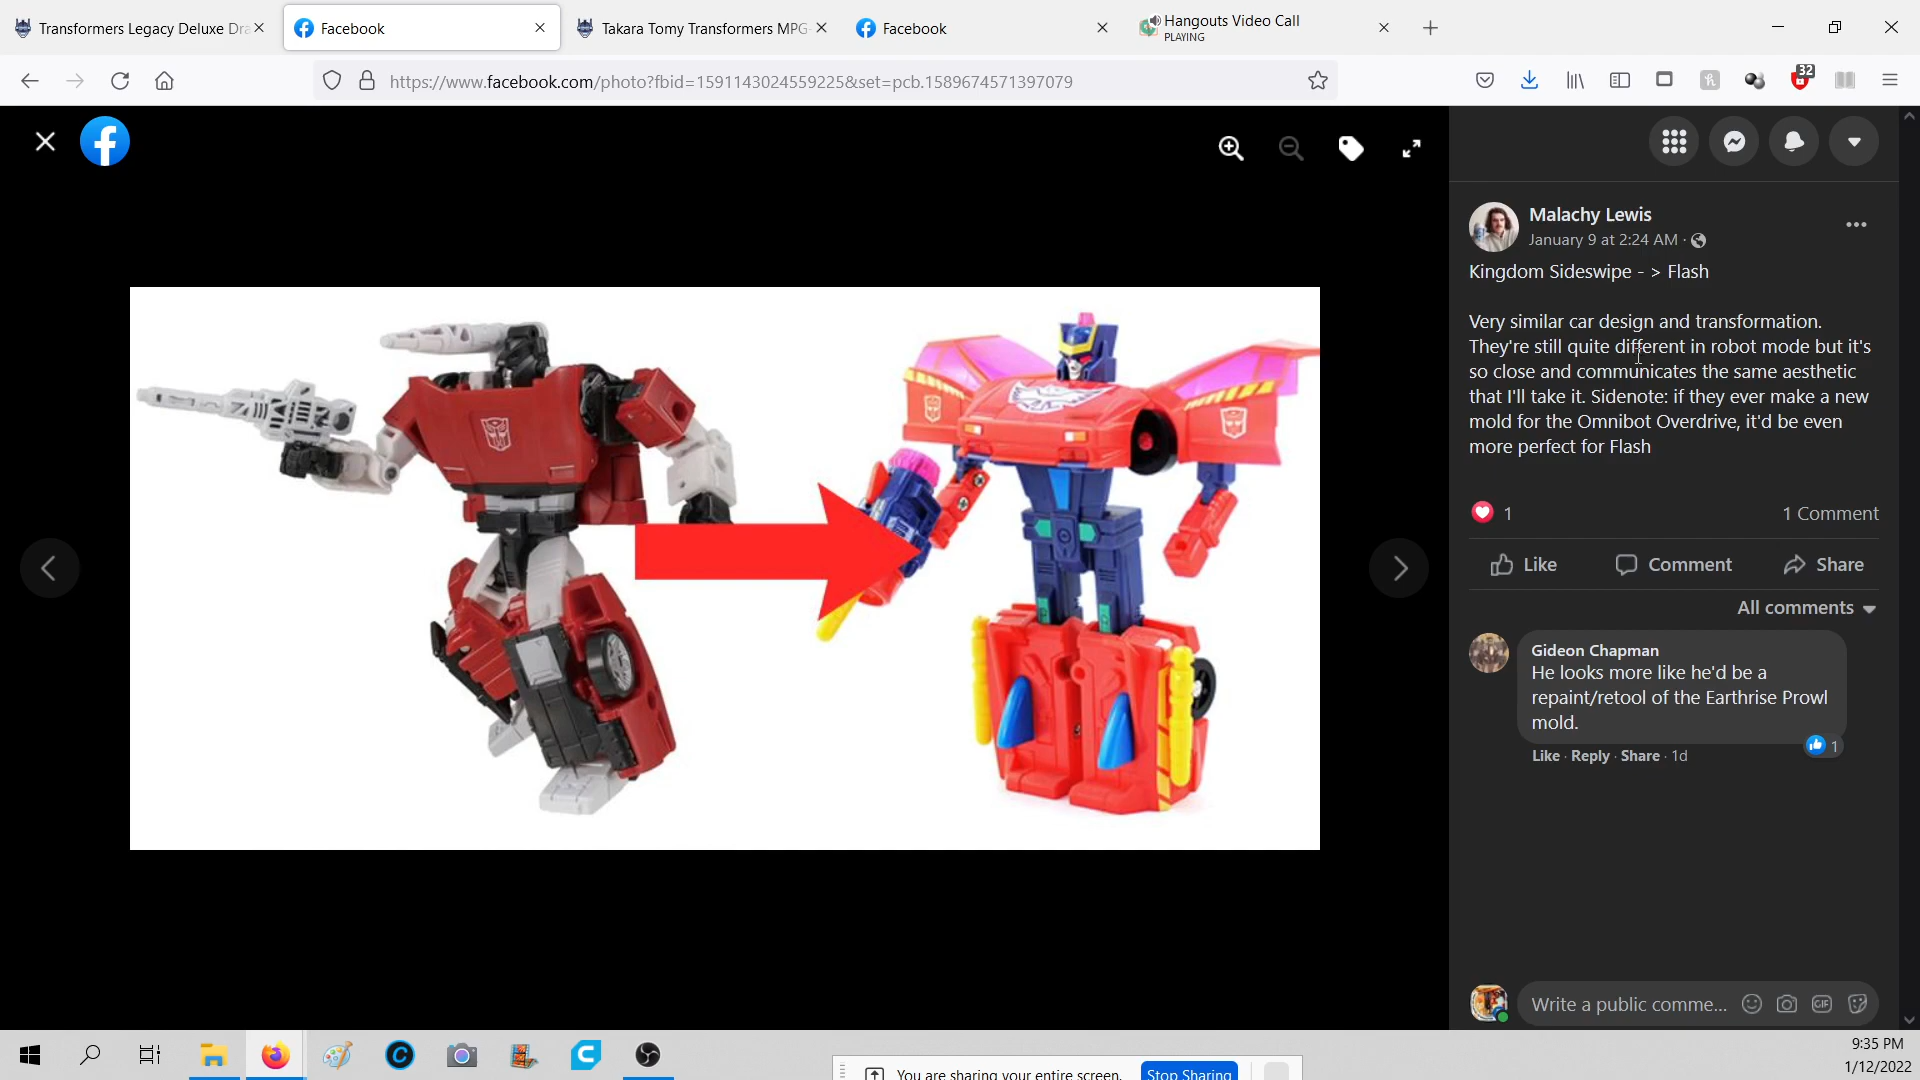 Transformers Legacy Deluxe Dra
Facebook
Takara Tomy Transformers MPG
Facebook
Hangouts Video Call
PLAYING
https://www.facebook.com/photo?fbid=1591143024559225&set=pcb.1589674571397079
32
Malachy Lewis
January 9 at 2:24 AM ·
Kingdom Sideswipe - > Flash
Very similar car design and transformation.
They're still quite different in robot mode but it's
so close and communicates the same aesthetic
that I'll take it. Sidenote: if they ever make a new
mold for the Omnibot Overdrive, it'd be even
more perfect for Flash
1
1 Comment
Like
Comment
Share
All comments
Gideon Chapman
He looks more like he'd be a
repaint/retool of the Earthrise Prowl
mold.
1
Like · Reply · Share · 1d
Write a public comme...
GIF
9:35 PM
1/12/2022
You are sharing your entire screen.
Stop Sharing